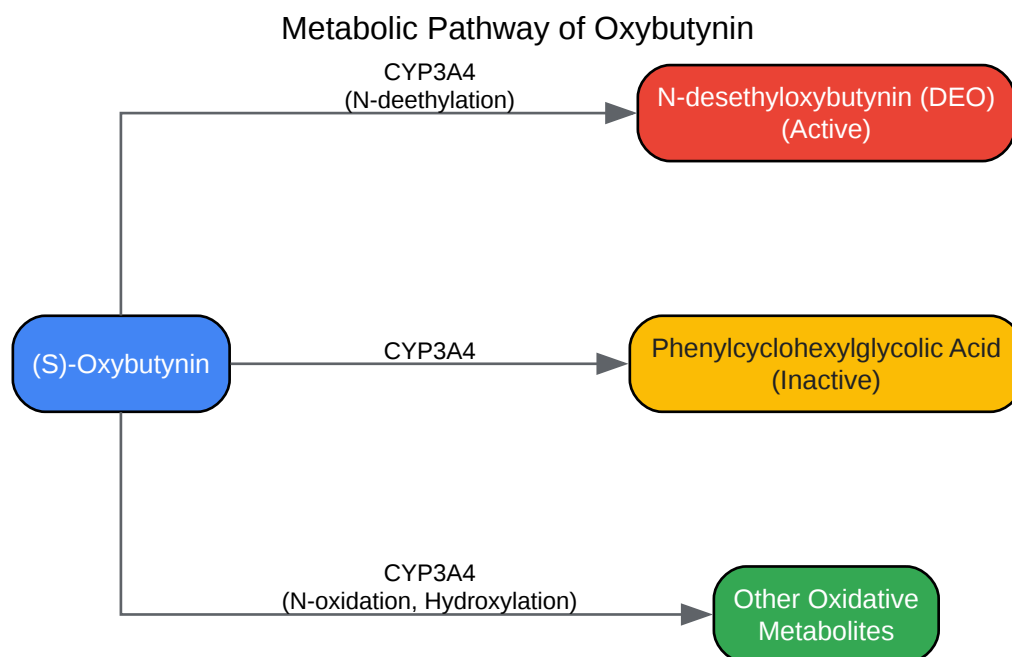 Metabolic Pathway of Oxybutynin
CYP3A4
(N-deethylation)
N-desethyloxybutynin (DEO)
(Active)
(S)-Oxybutynin
CYP3A4
Phenylcyclohexylglycolic Acid
(Inactive)
CYP3A4
(N-oxidation, Hydroxylation)
Other Oxidative
Metabolites